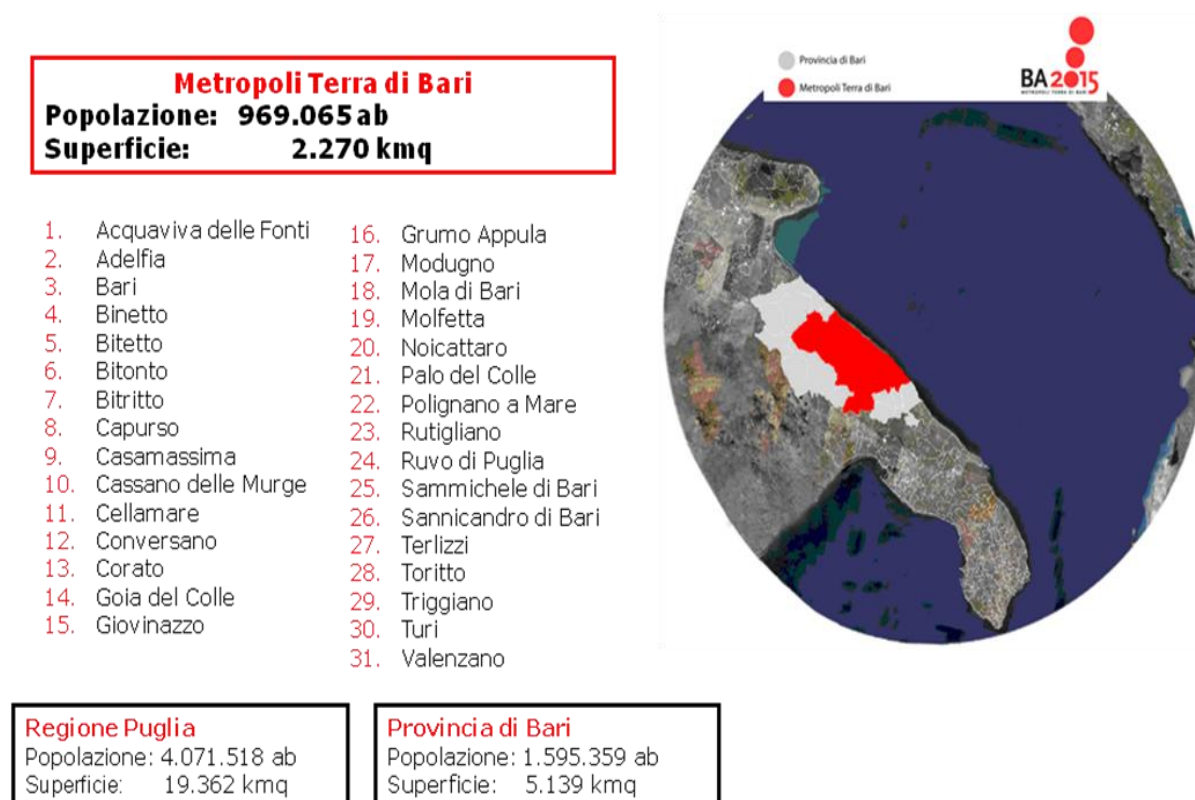 Metropoli Terra di Bari
Popolazione: 969.065 ab
Superficie: 2.270 kmq
1. Acquaviva delle Fonti
2. Adelfia
3. Bari
4. Binetto
5. Bitetto
6. Bitonto
7. Bitritto
8. Capurso
9. Casamassima
10. Cassano delle Murge
11. Cellamare
12. Conversano
13. Corato
14. Goia del Colle
15. Giovinazzo
16. Grumo Appula
17. Modugno
18. Mola di Bari
19. Molfetta
20. Noicattaro
21. Palo del Colle
22. Polignano a Mare
23. Rutigliano
24. Ruvo di Puglia
25. Sammichele di Bari
26. Sannicandro di Bari
27. Terlizzi
28. Toritto
29. Triggiano
30. Turi
31. Valenzano
Provincia di Bari
Metropoli Terra di Bari
BA2015
METROPOLI TERRA DI BARI
Regione Puglia
Popolazione: 4.071.518 ab
Superficie: 19.362 kmq
Provincia di Bari
Popolazione: 1.595.359 ab
Superficie: 5.139 kmq